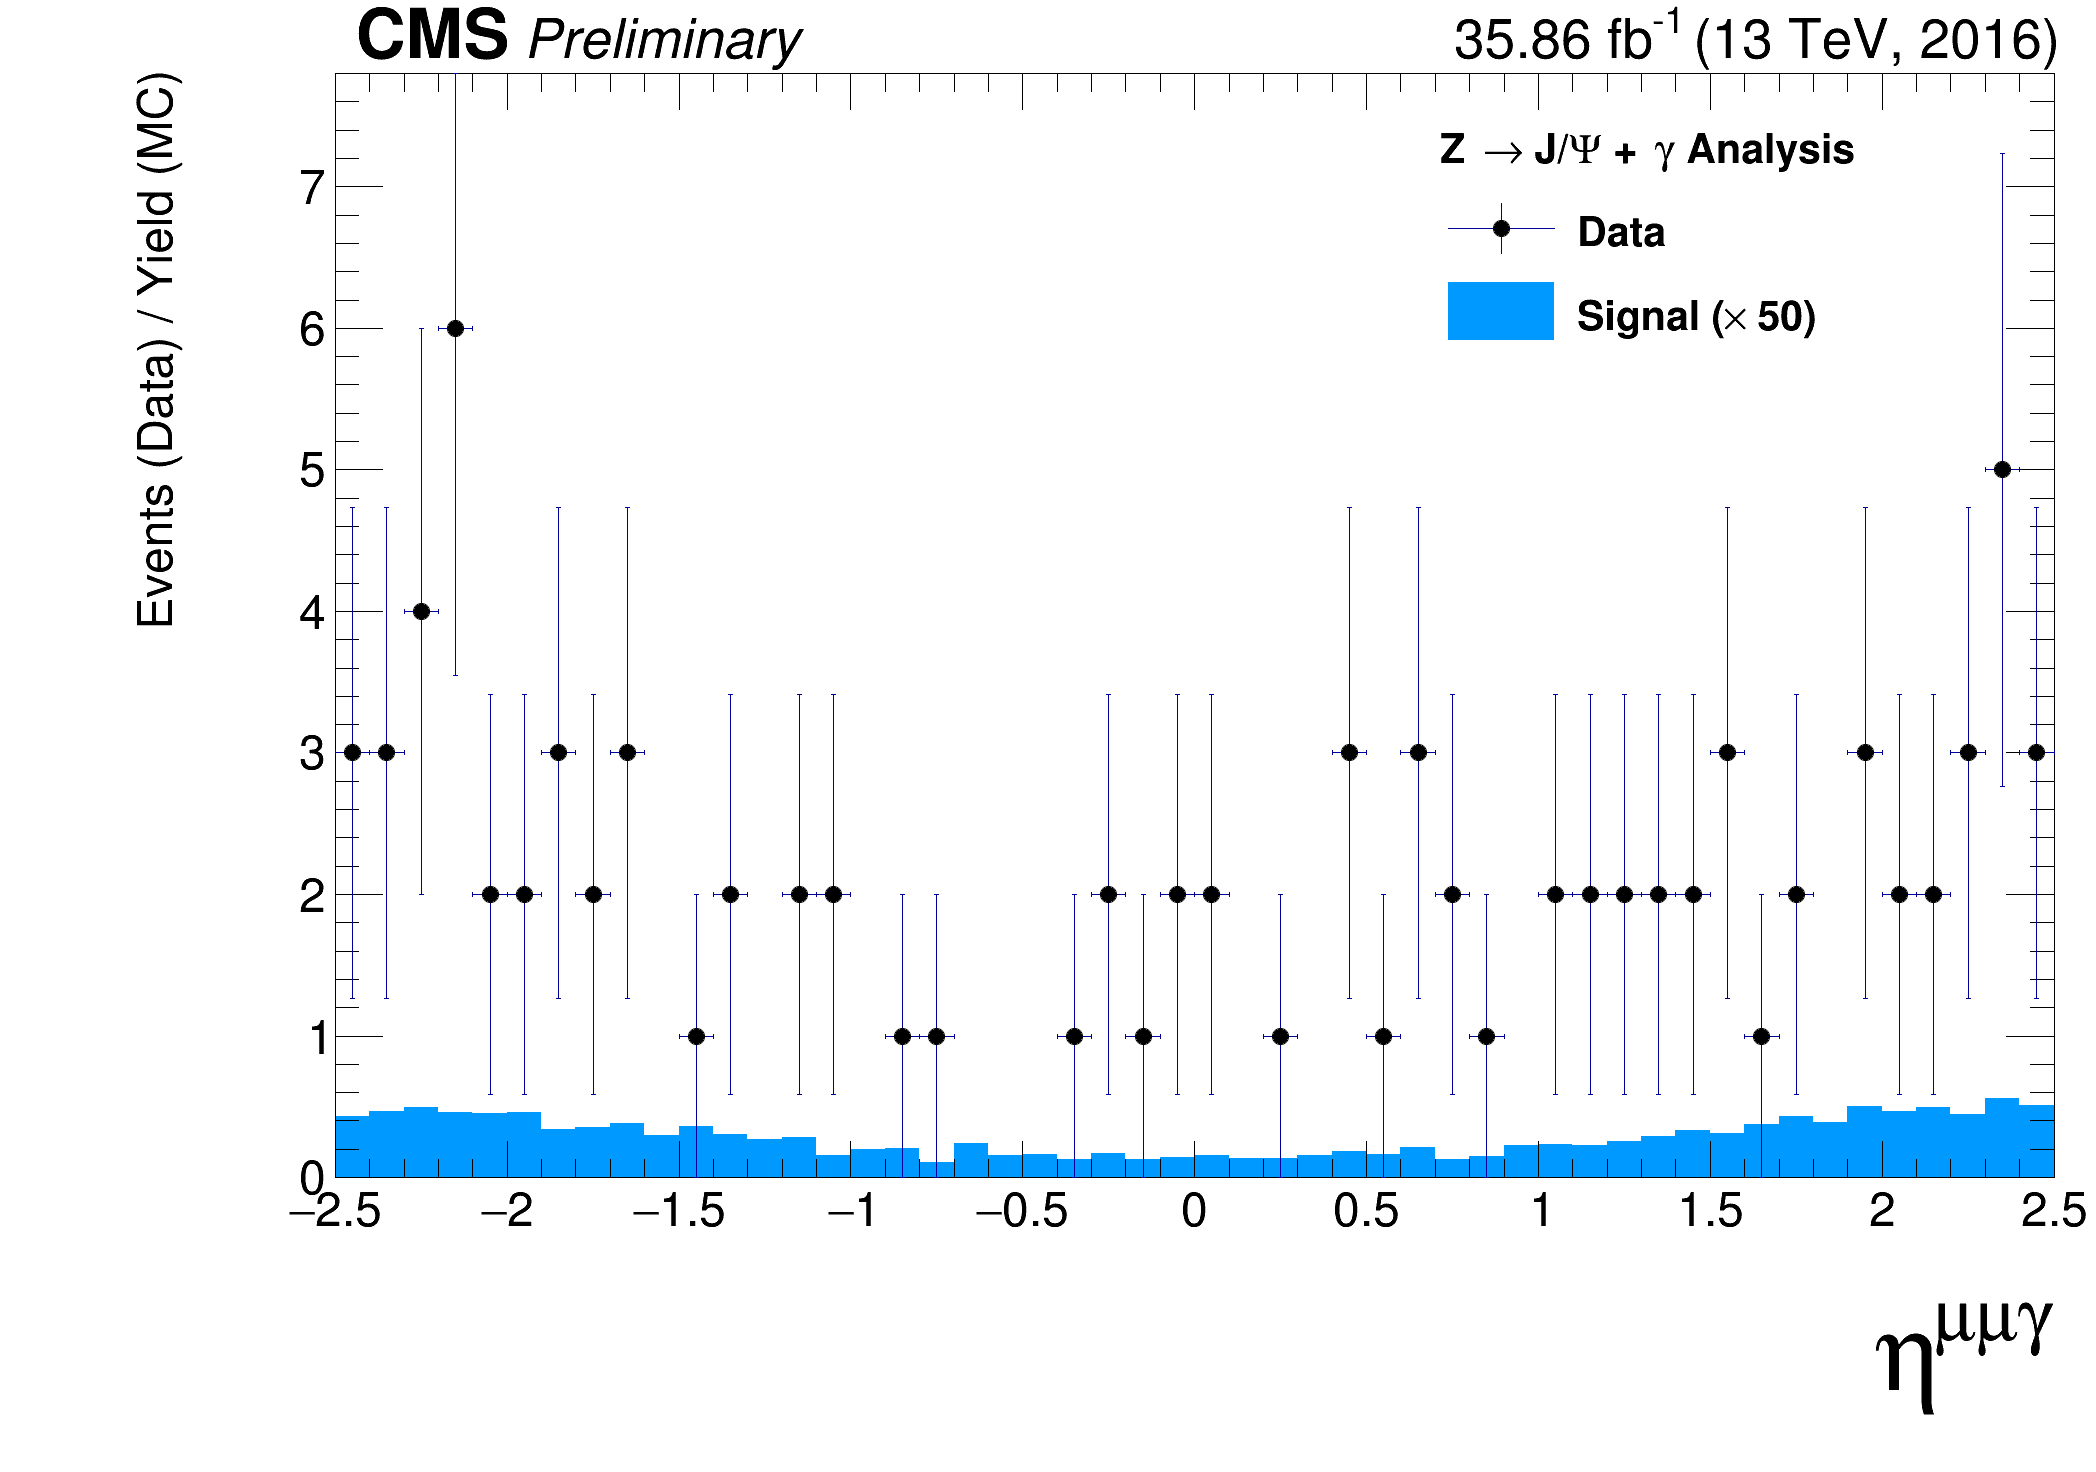 CMS Preliminary 35.86 fb⁻¹ (13 TeV, 2016)
Events (Data) / Yield (MC)
Z → J/Ψ + γ Analysis
Data
Signal (× 50)
7
6
5
4
3
2
1
0
−2.5 −2 −1.5 −1 −0.5 0 0.5 1 1.5 2 2.5
η^μμγ